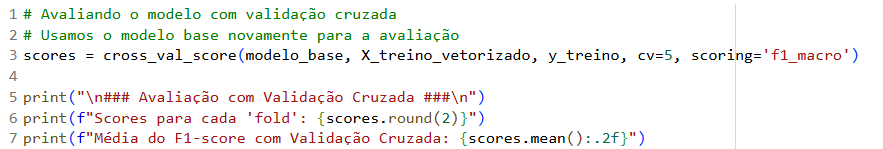 1 # Avaliando o modelo com validação cruzada
2 # Usamos o modelo base novamente para a avaliação
3 scores = cross_val_score(modelo_base, X_treino_vetorizado, y_treino, cv=5, scoring='f1_macro')
4
5 print("\n### Avaliação com Validação Cruzada ###\n")
6 print(f"Scores para cada 'fold': {scores.round(2)}")
7 print(f"Média do F1-score com Validação Cruzada: {scores.mean():.2f}")